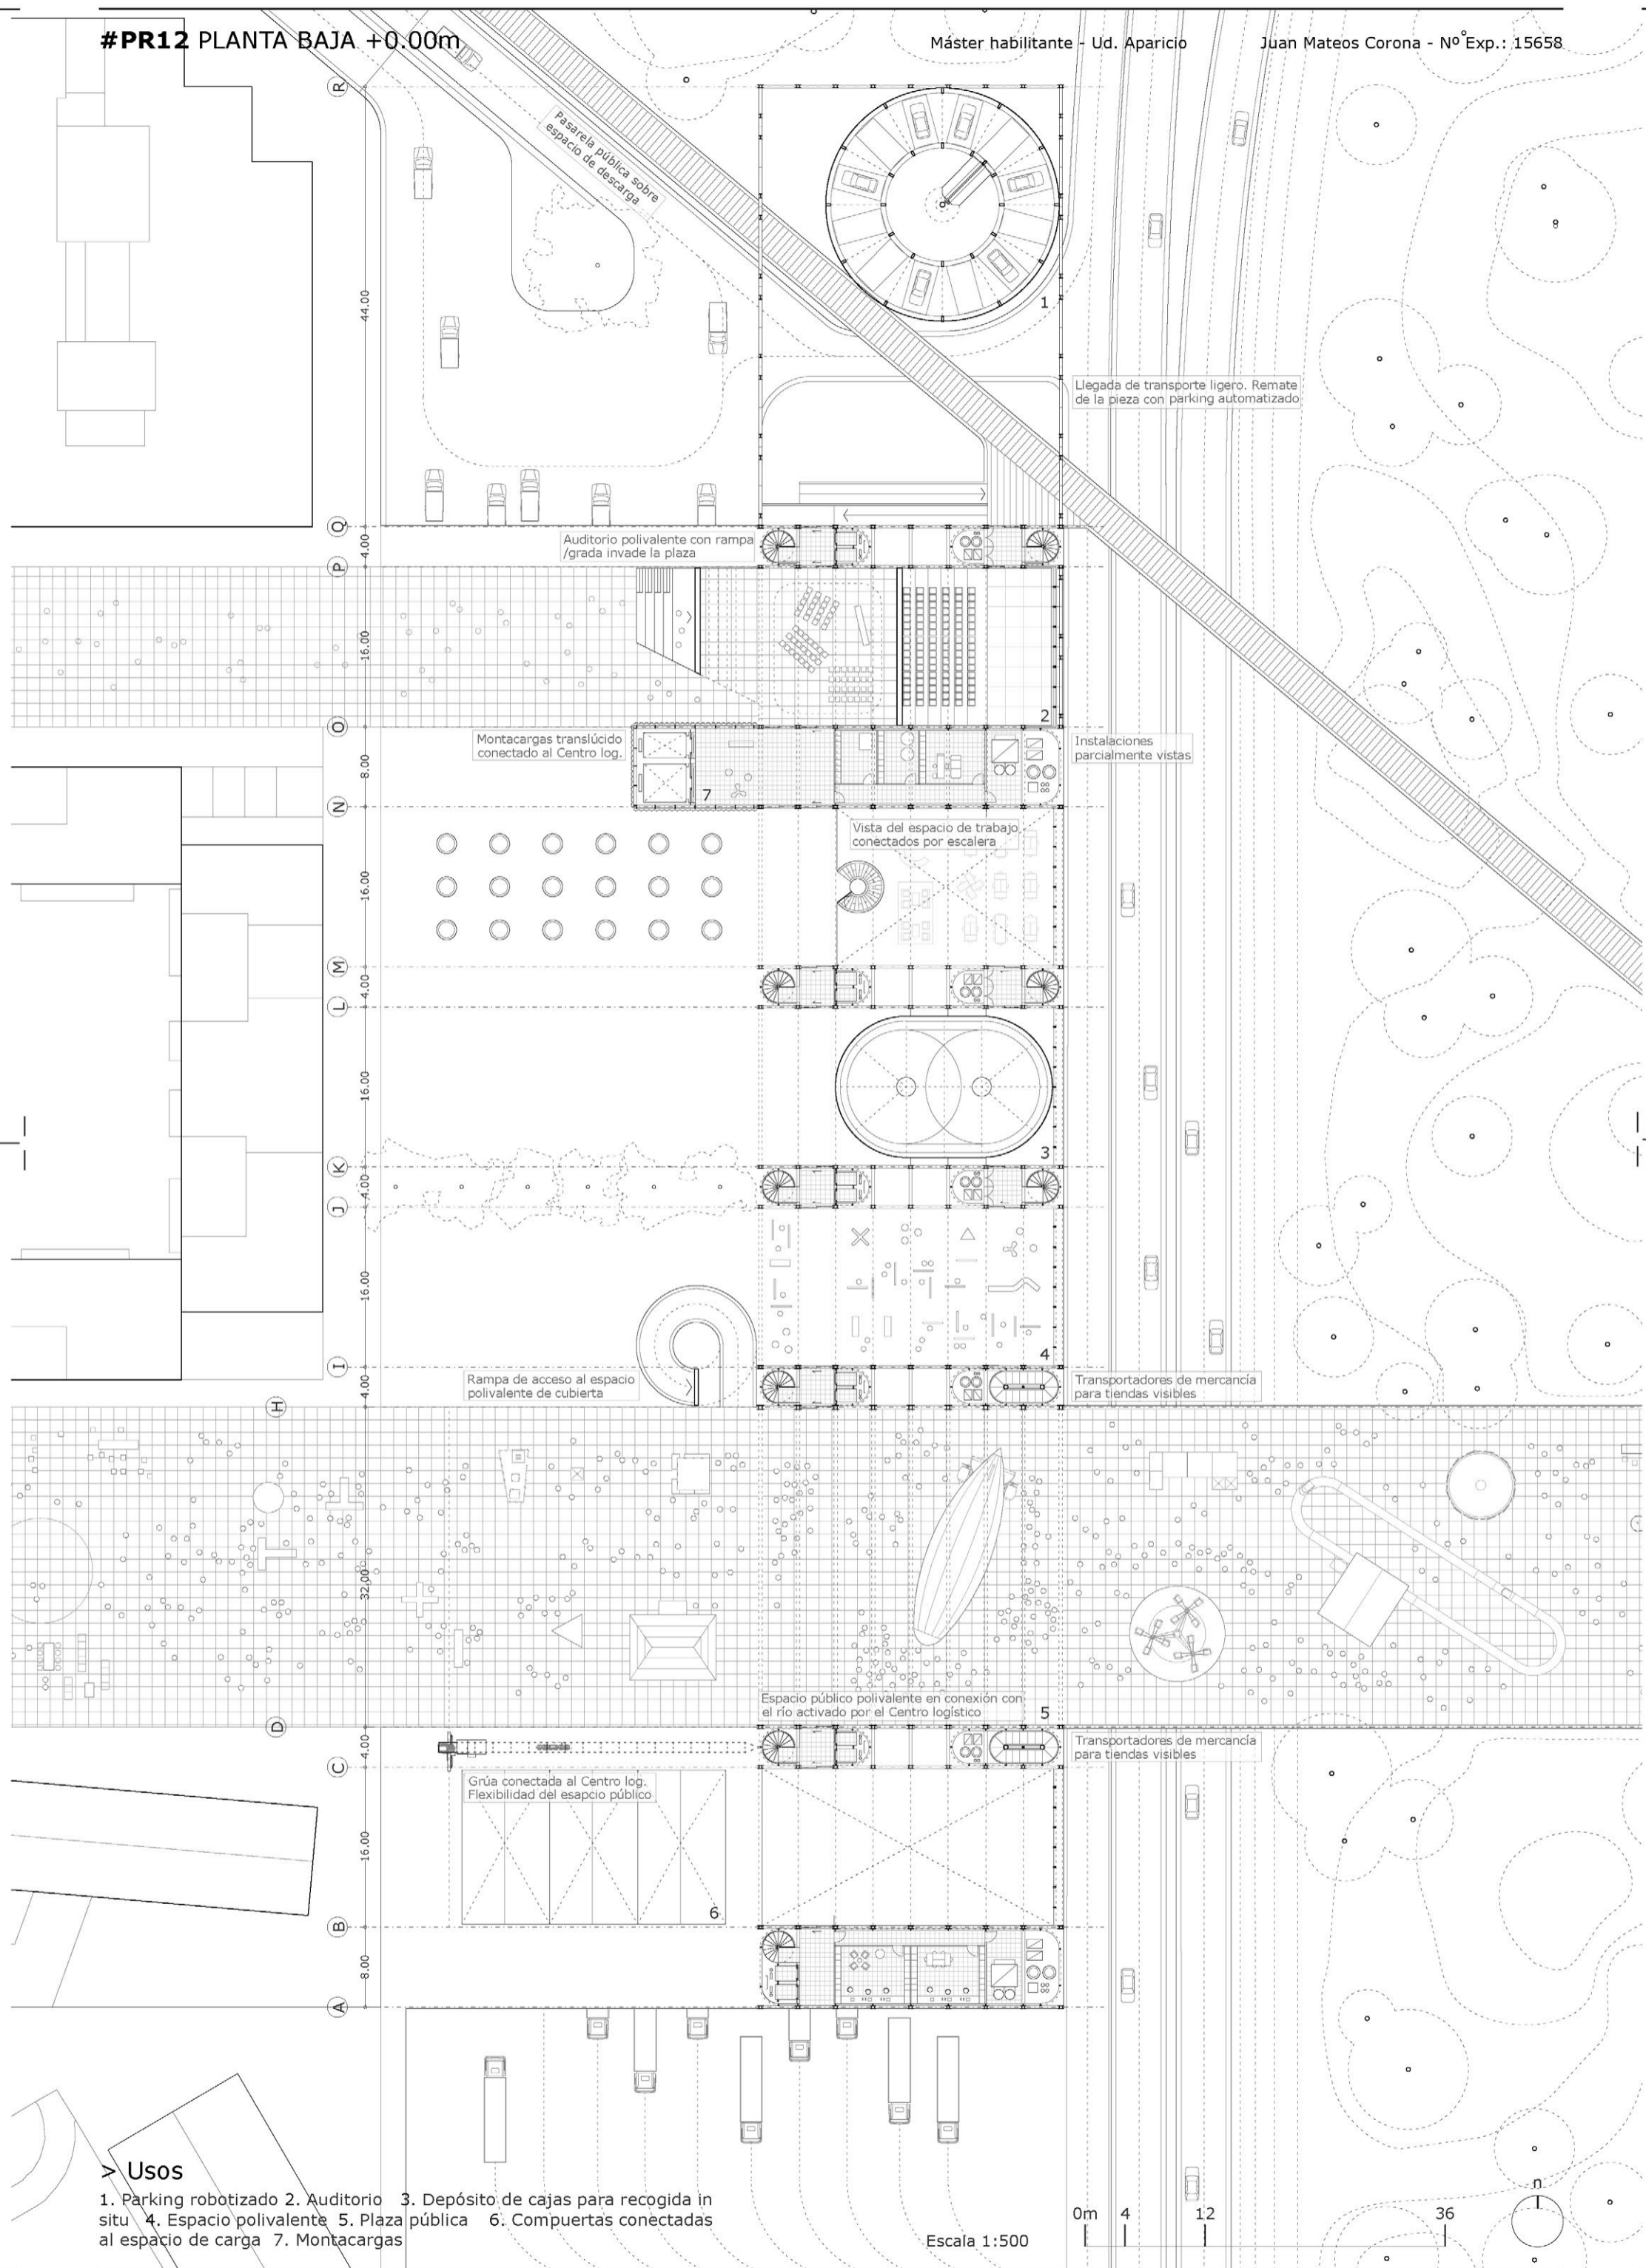 #PR12 PLANTA BAJA +0.00m
Máster habilitante - Ud. Aparicio
Juan Mateos Corona - Nº Exp.: 15658
R
Pasarela pública sobre
espacio de descarga
44.00
1
Llegada de transporte ligero. Remate
de la pieza con parking automatizado
Q
Auditorio polivalente con rampa
/grada invade la plaza
4.00
P
16.00
2
O
Montacargas translúcido
conectado al Centro log.
Instalaciones
parcialmente vistas
8.00
7
N
Vista del espacio de trabajo
conectados por escalera
16.00
M
4.00
L
16.00
3
K
4.00
J
16.00
4
I
Rampa de acceso al espacio
polivalente de cubierta
4.00
Transportadores de mercancía
para tiendas visibles
H
32.00
Espacio público polivalente en conexión con
el río activado por el Centro logístico
5
D
4.00
Transportadores de mercancía
para tiendas visibles
C
Grúa conectada al Centro log.
Flexibilidad del esapcio público
16.00
6
B
8.00
A
> Usos
1. Parking robotizado 2. Auditorio 3. Depósito de cajas para recogida in
situ 4. Espacio polivalente 5. Plaza pública 6. Compuertas conectadas
al espacio de carga 7. Montacargas
Escala 1:500
0m 4 12 36
n